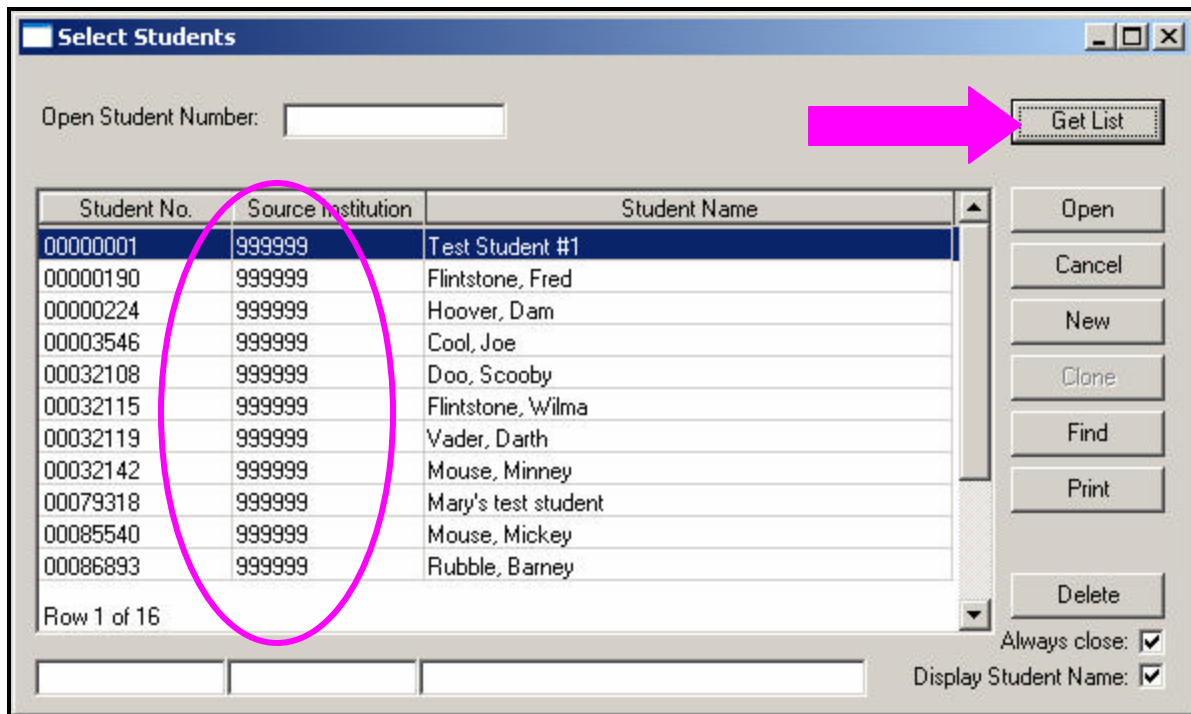 Select Students
Open Student Number:
Get List
Student No. Source Institution Student Name
00000001 999999 Test Student #1
00000190 999999 Flintstone, Fred
00000224 999999 Hoover, Dam
00003546 999999 Cool, Joe
00032108 999999 Doo, Scooby
00032115 999999 Flintstone, Wilma
00032119 999999 Vader, Darth
00032142 999999 Mouse, Minney
00079318 999999 Mary's test student
00085540 999999 Mouse, Mickey
00086893 999999 Rubble, Barney
Row 1 of 16
Open
Cancel
New
Clone
Find
Print
Delete
Always close:
Display Student Name: